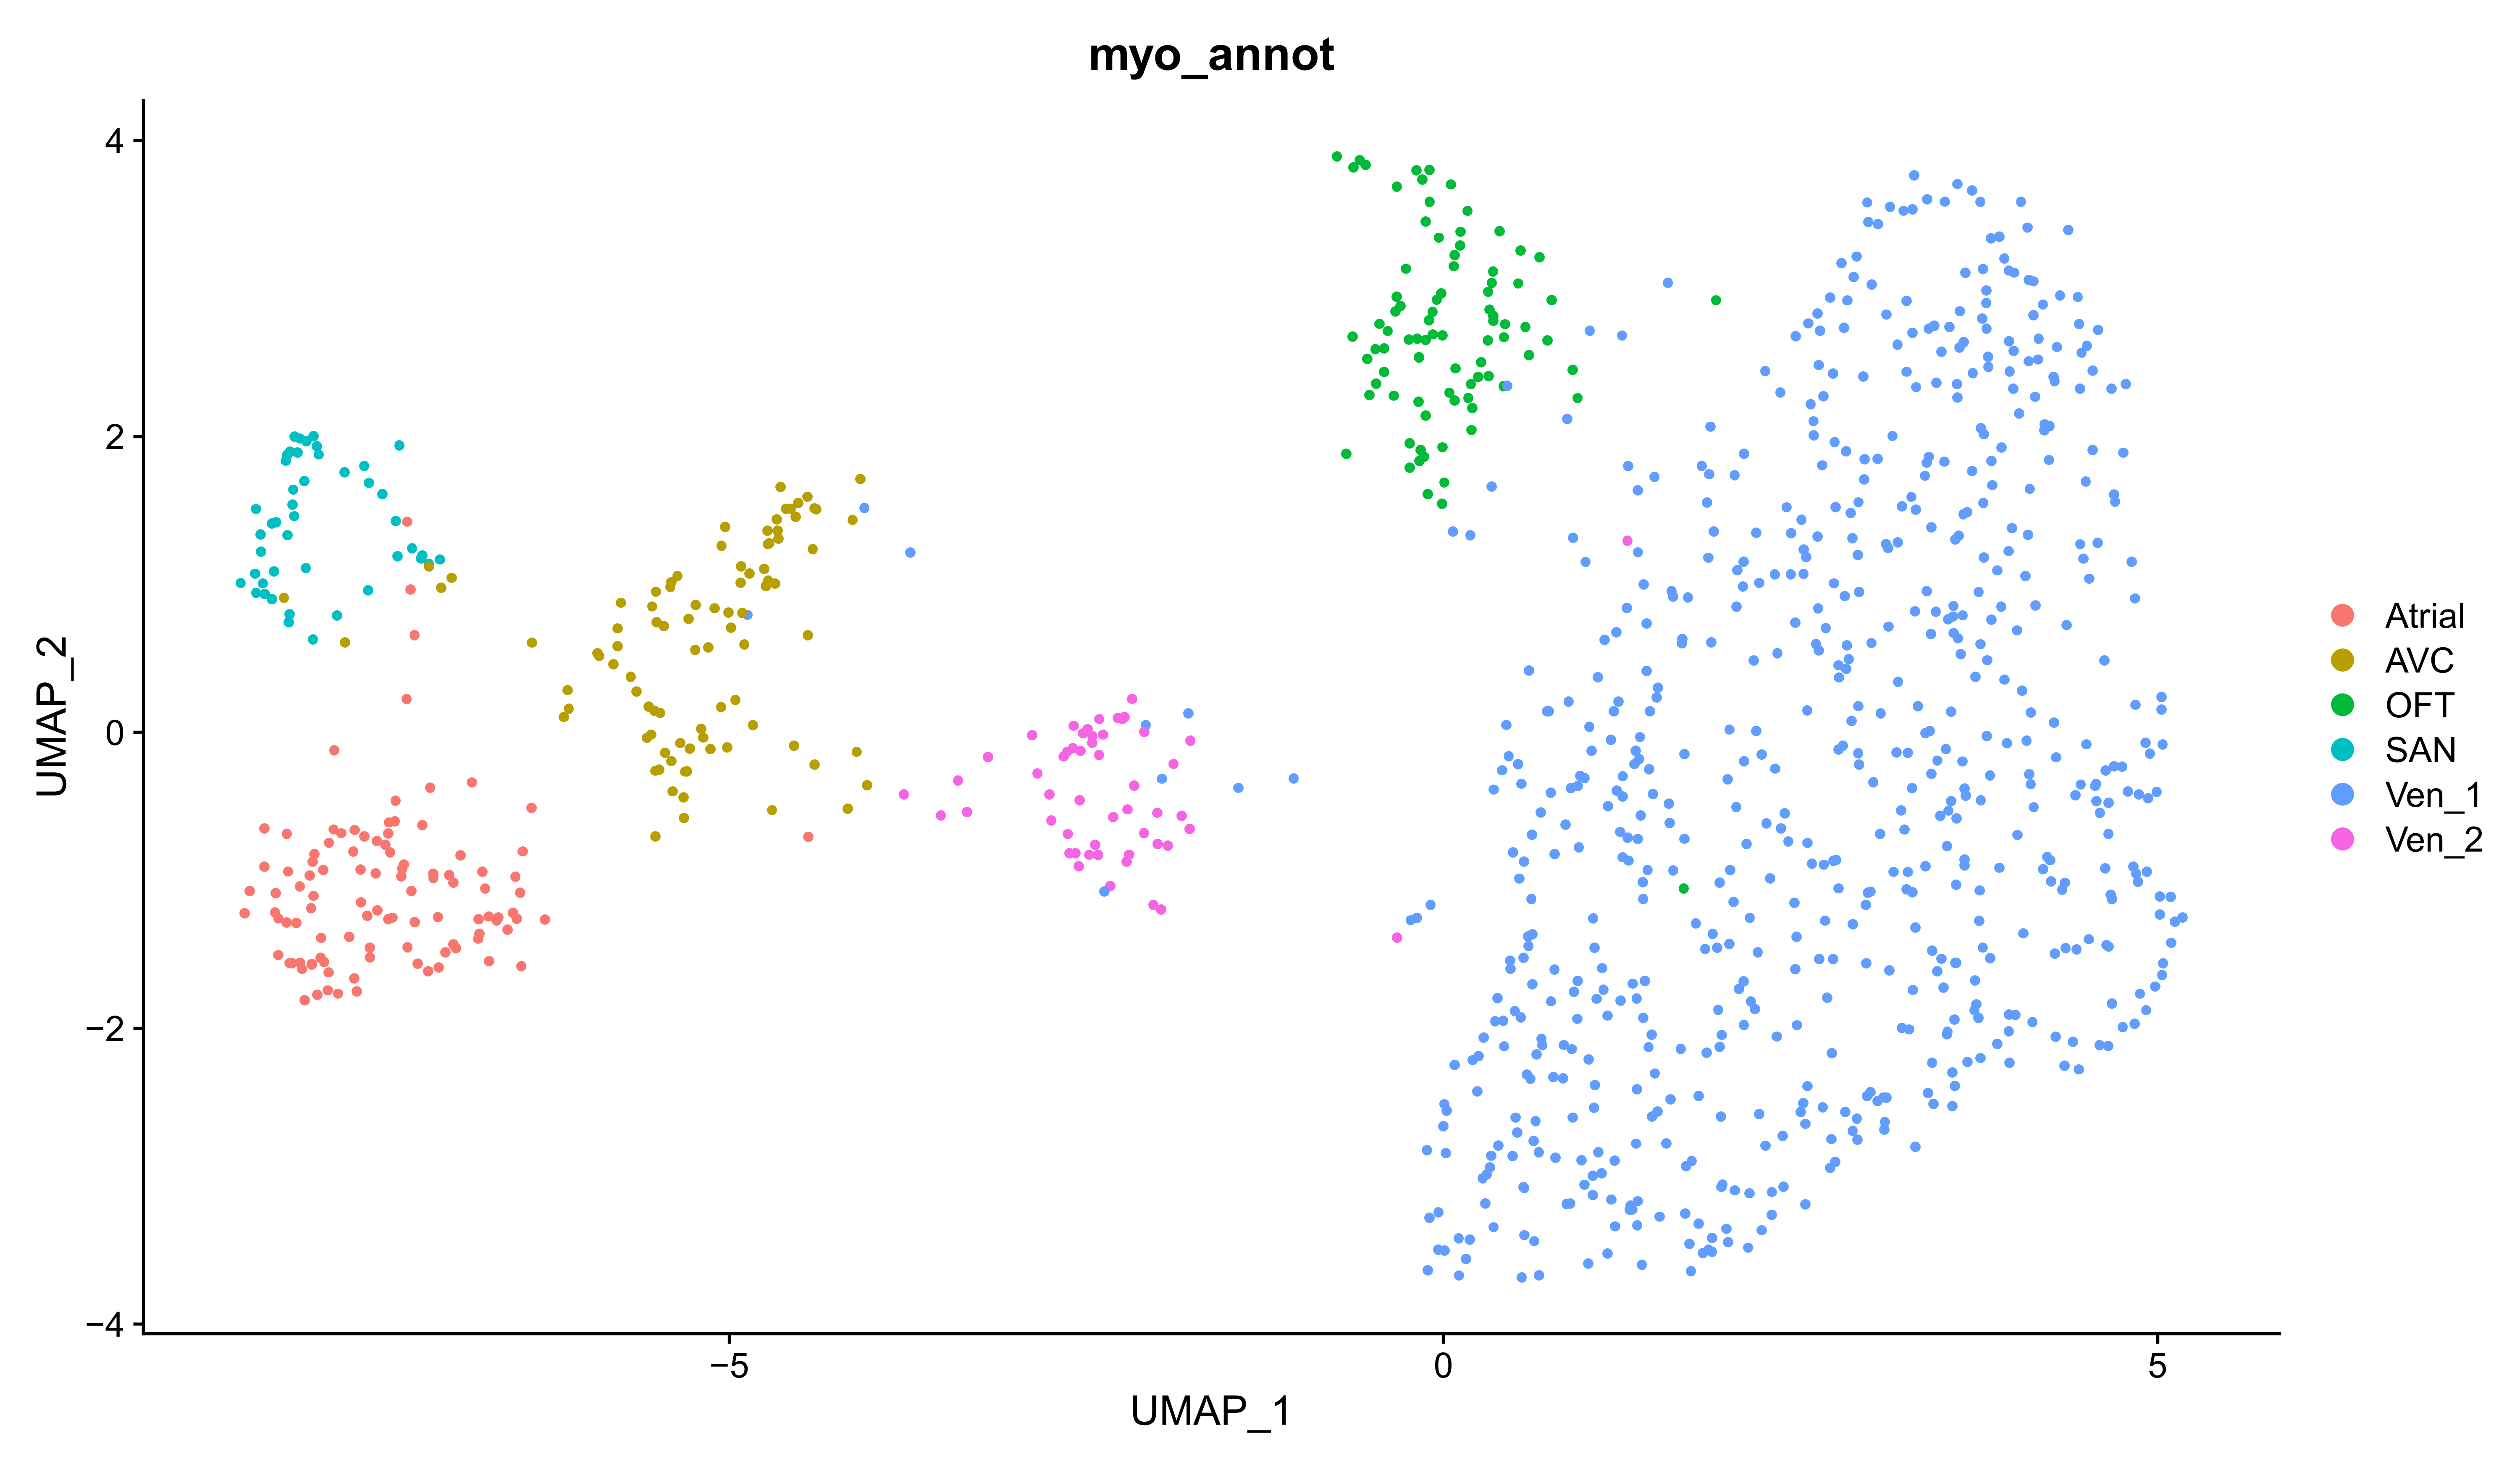 myo_annot
4
2
0
−2
−4
UMAP_2
−5
0
5
UMAP_1
Atrial
AVC
OFT
SAN
Ven_1
Ven_2